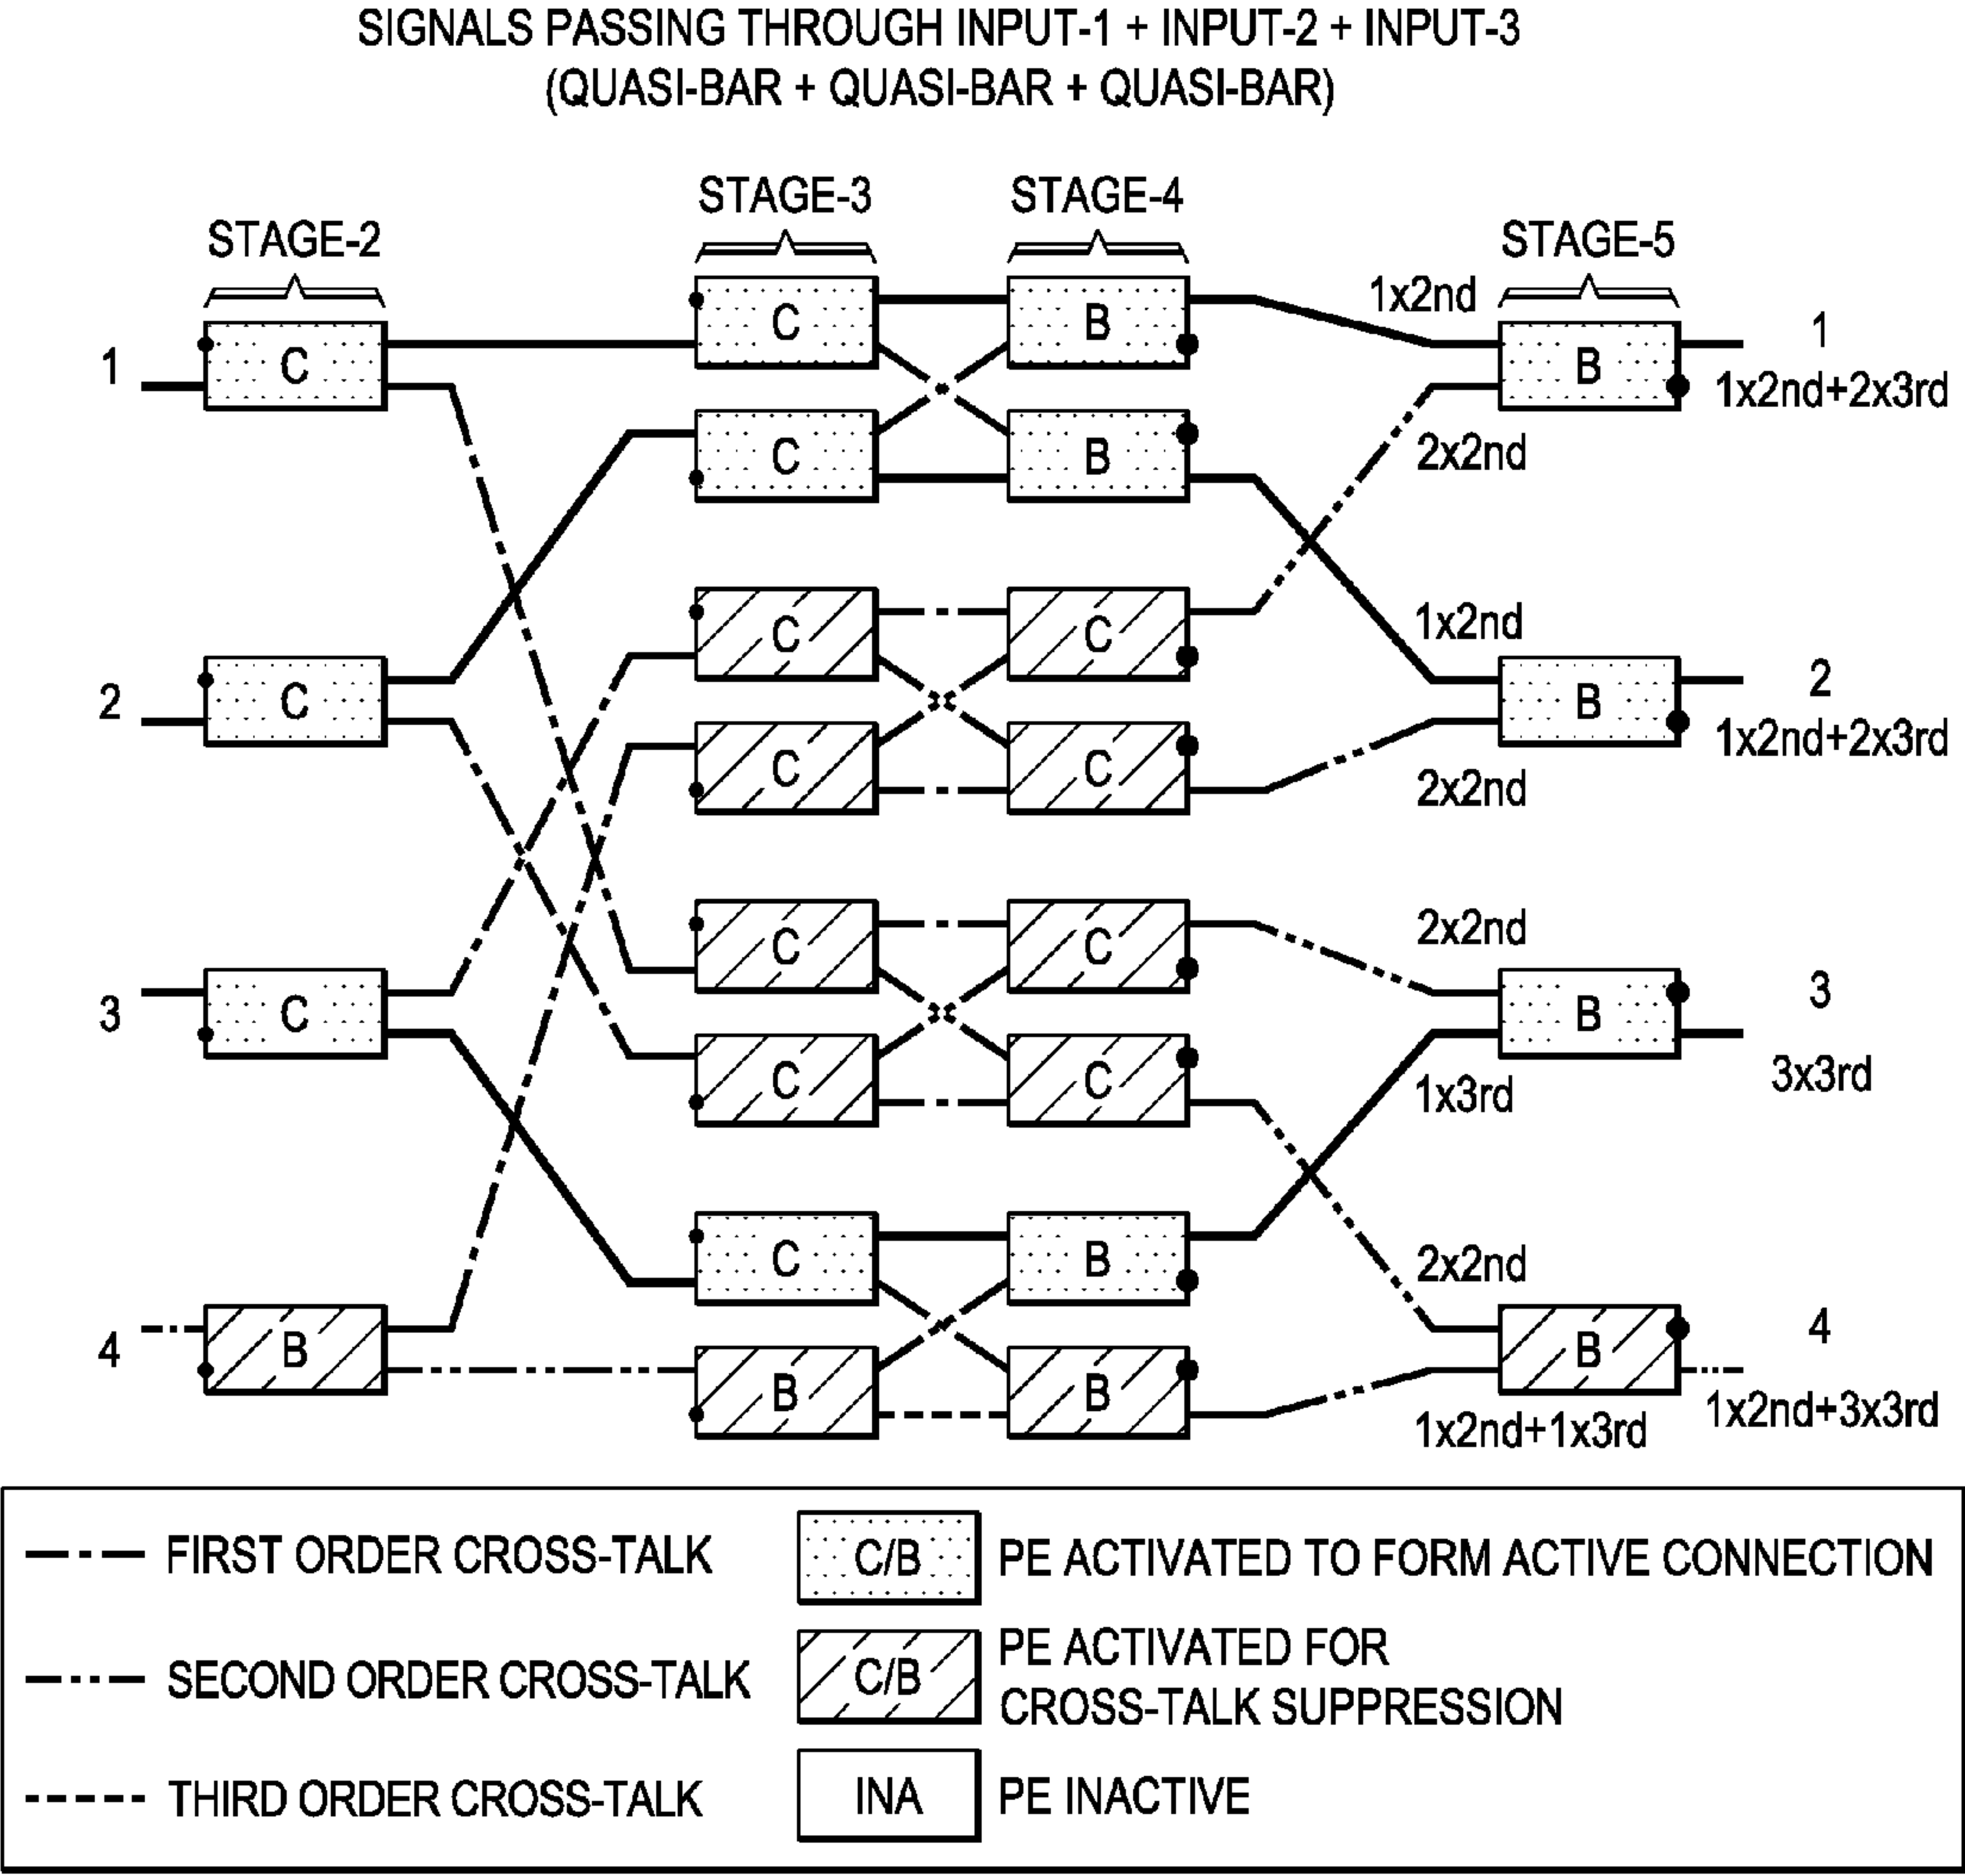 SIGNALS PASSING THROUGH INPUT-1 + INPUT-2 + INPUT-3
(QUASI-BAR + QUASI-BAR + QUASI-BAR)
STAGE-2
STAGE-3
STAGE-4
STAGE-5
1
C
C
B
1x2nd
B
1
1x2nd+2x3rd
C
B
2x2nd
2
C
C
C
1x2nd
B
2
1x2nd+2x3rd
C
C
2x2nd
3
C
C
C
2x2nd
B
3
3x3rd
C
C
1x3rd
4
B
C
B
2x2nd
B
4
1x2nd+3x3rd
B
B
1x2nd+1x3rd
FIRST ORDER CROSS-TALK
C/B
PE ACTIVATED TO FORM ACTIVE CONNECTION
SECOND ORDER CROSS-TALK
C/B
PE ACTIVATED FOR
CROSS-TALK SUPPRESSION
THIRD ORDER CROSS-TALK
INA
PE INACTIVE